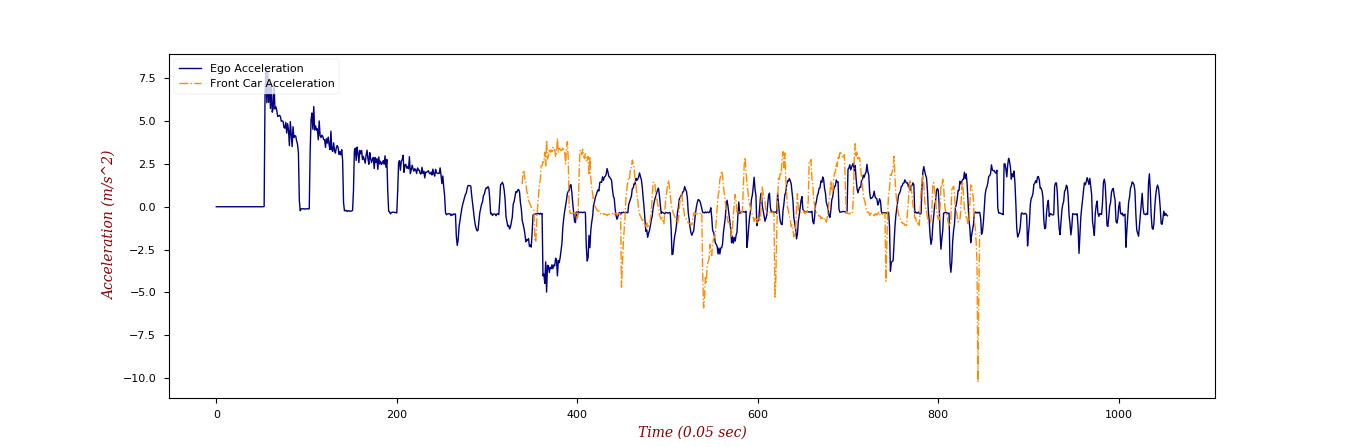 Ego Acceleration
Front Car Acceleration
7.5
5.0
2.5
0.0
−2.5
−5.0
−7.5
−10.0
Acceleration (m/s^2)
0 200 400 600 800 1000
Time (0.05 sec)